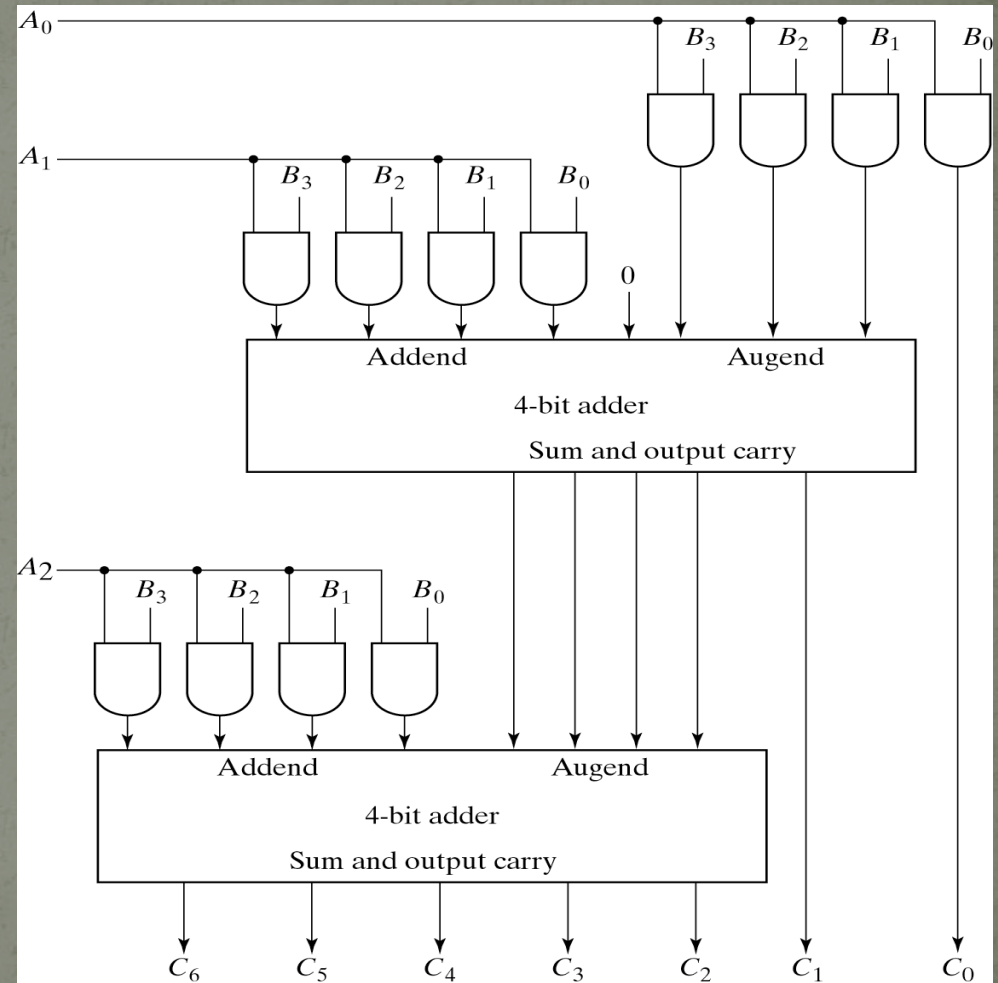 A₀
B₃ B₂ B₁ B₀
A₁
B₃ B₂ B₁ B₀
0
Addend Augend
4-bit adder
Sum and output carry
A₂
B₃ B₂ B₁ B₀
Addend Augend
4-bit adder
Sum and output carry
C₆ C₅ C₄ C₃ C₂ C₁ C₀